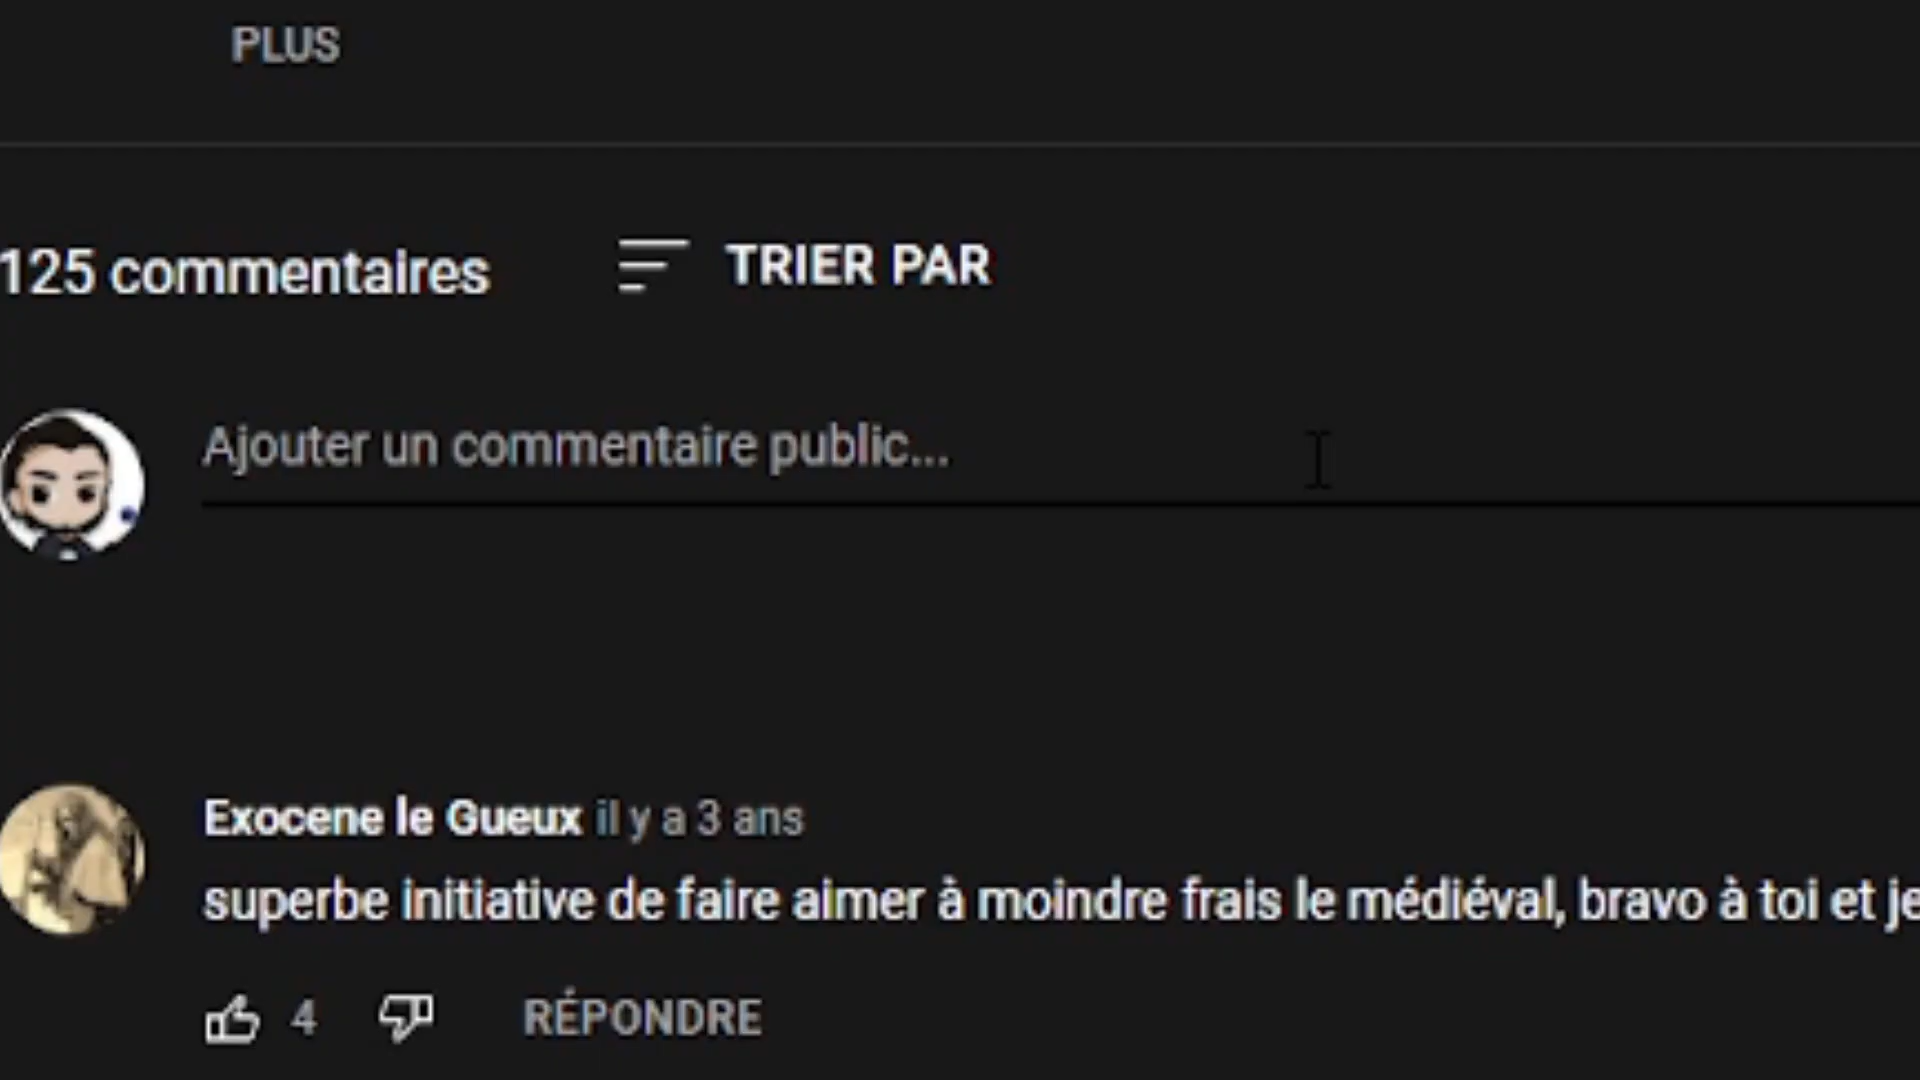 PLUS
125 commentaires
TRIER PAR
Ajouter un commentaire public...
Exocene le Gueux il y a 3 ans
superbe initiative de faire aimer à moindre frais le médiéval, bravo à toi et je
4
RÉPONDRE